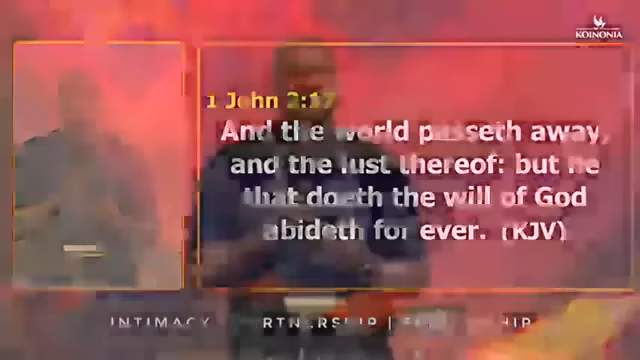 KOINONIA
1 John 2:17
And the world passeth away,
and the lust thereof: but he
that doeth the will of God
abideth for ever. (KJV)
INTIMACY